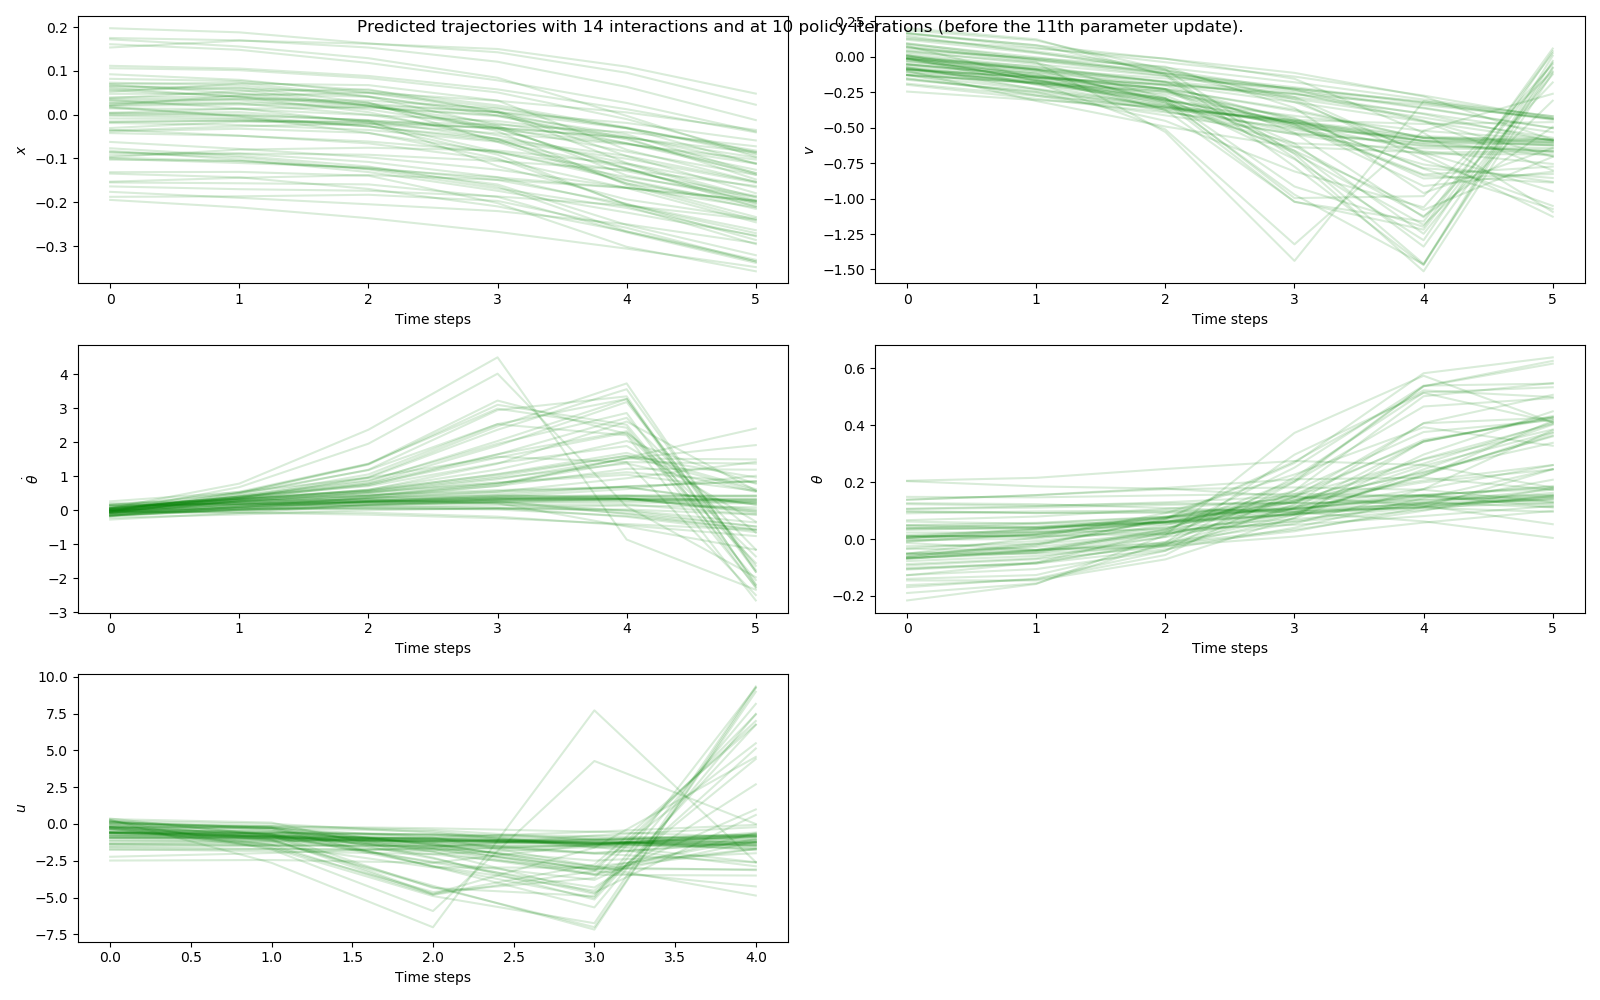 Predicted trajectories with 14 interactions and at 10 policy iterations (before the 11th parameter update).
0.2
0.1
0.0
−0.1
−0.2
−0.3
x
0 1 2 3 4 5
Time steps
0.25
0.00
−0.25
−0.50
−0.75
−1.00
−1.25
−1.50
v
0 1 2 3 4 5
Time steps
4
3
2
1
0
−1
−2
−3
θ̇
0 1 2 3 4 5
Time steps
0.6
0.4
0.2
0.0
−0.2
θ
0 1 2 3 4 5
Time steps
10.0
7.5
5.0
2.5
0.0
−2.5
−5.0
−7.5
u
0.0 0.5 1.0 1.5 2.0 2.5 3.0 3.5 4.0
Time steps